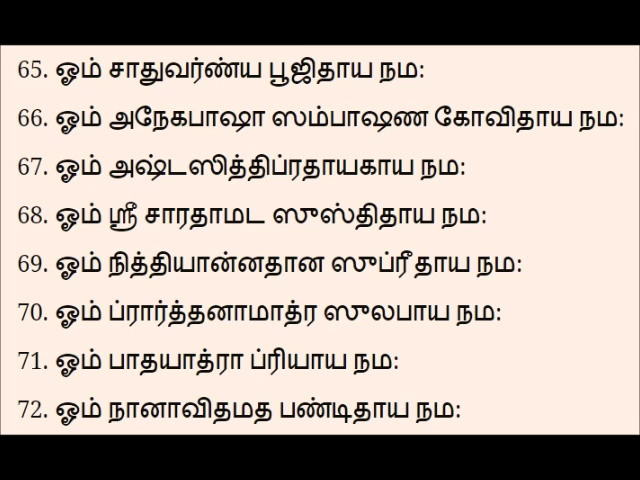 65. ஓம் சாதுவர்ண்ய பூஜிதாய நம:
66. ஓம் அநேகபாஷா ஸம்பாஷண கோவிதாய நம:
67. ஓம் அஷ்டஸித்திப்ரதாயகாய நம:
68. ஓம் ஸ்ரீ சாரதாமட ஸுஸ்திதாய நம:
69. ஓம் நித்தியான்னதான ஸுப்ரீதாய நம:
70. ஓம் ப்ரார்த்தனாமாத்ர ஸுலபாய நம:
71. ஓம் பாதயாத்ரா ப்ரியாய நம:
72. ஓம் நானாவிதமத பண்டிதாய நம: